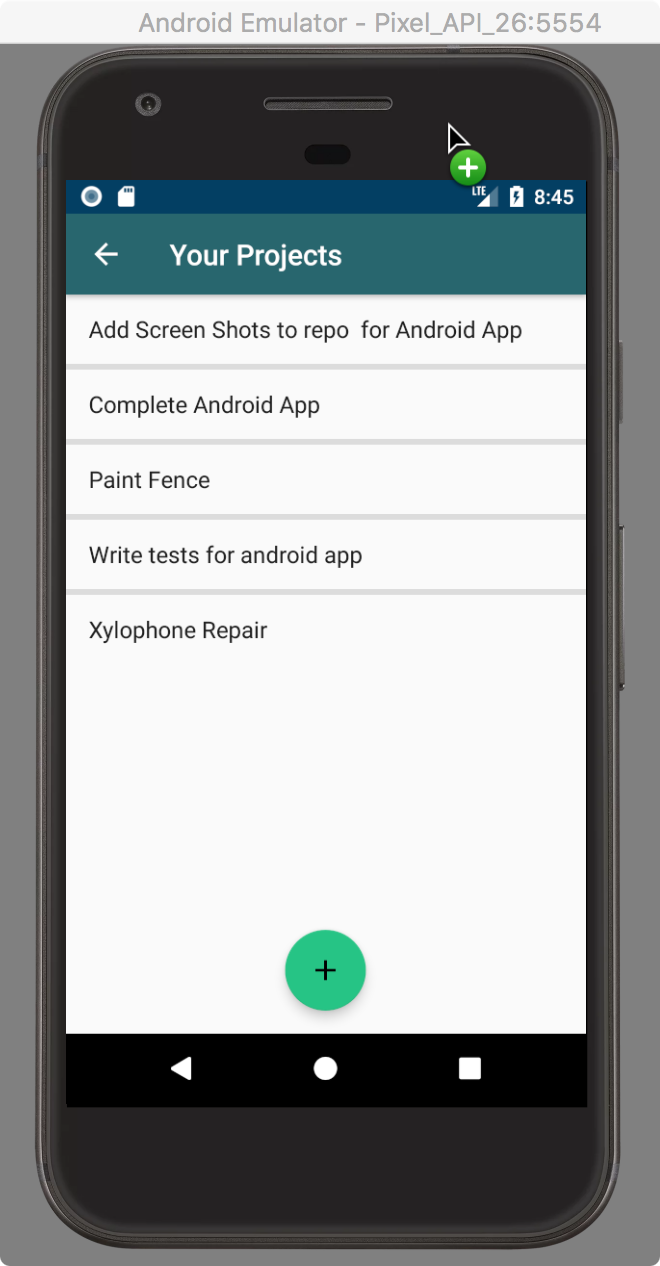 Android Emulator - Pixel_API_26:5554
LTE 8:45
Your Projects
Add Screen Shots to repo  for Android App
Complete Android App
Paint Fence
Write tests for android app
Xylophone Repair